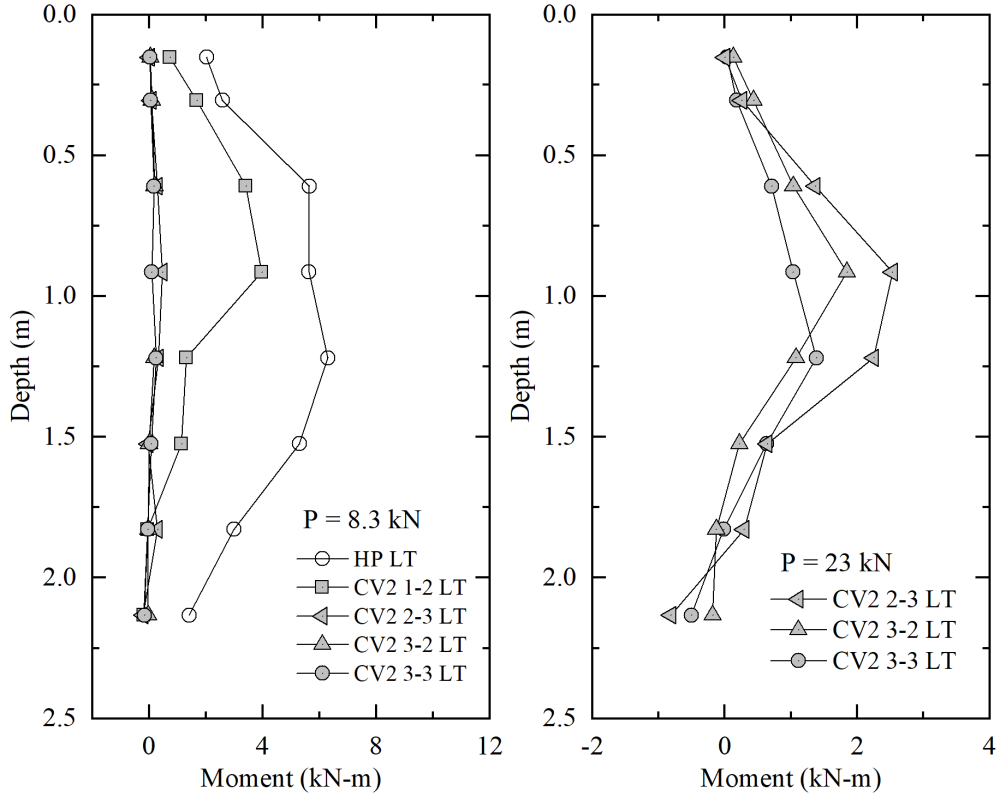 0.0
0.5
1.0
1.5
2.0
2.5
Depth (m)
0
4
8
12
Moment (kN-m)
P = 8.3 kN
HP LT
CV2 1-2 LT
CV2 2-3 LT
CV2 3-2 LT
CV2 3-3 LT
0.0
0.5
1.0
1.5
2.0
2.5
Depth (m)
-2
0
2
4
Moment (kN-m)
P = 23 kN
CV2 2-3 LT
CV2 3-2 LT
CV2 3-3 LT